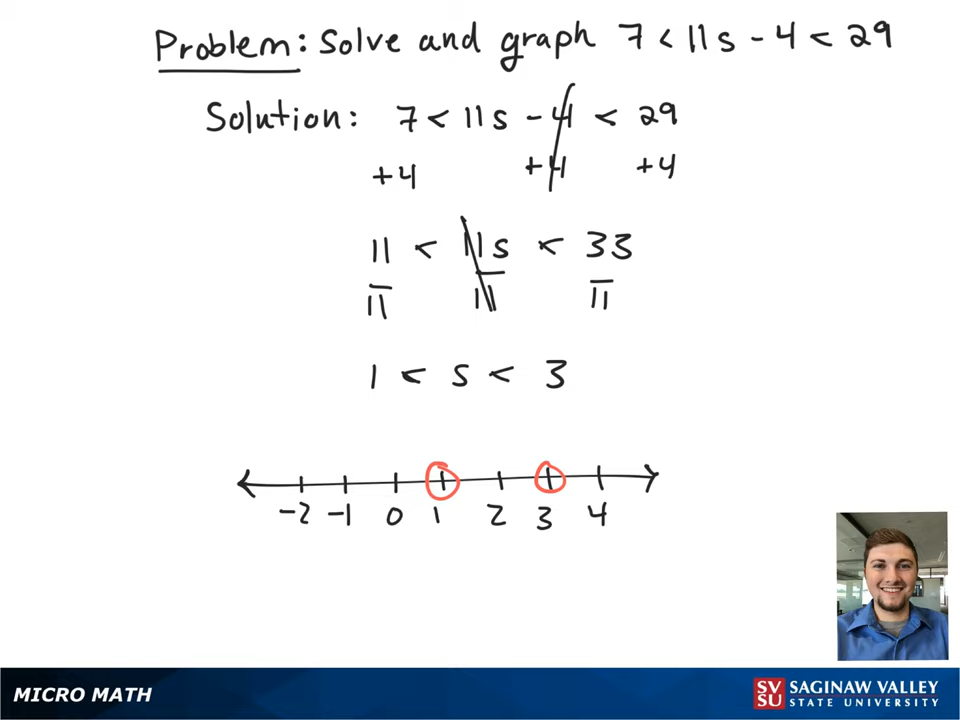 Problem: Solve and graph 7 < 11s - 4 < 29
Solution: 7 < 11s - 4 < 29
+4 +4 +4
11 < 11s < 33
11 11 11
1 < s < 3
-2 -1 0 1 2 3 4
MICRO MATH
SV SU SAGINAW VALLEY
STATE UNIVERSITY